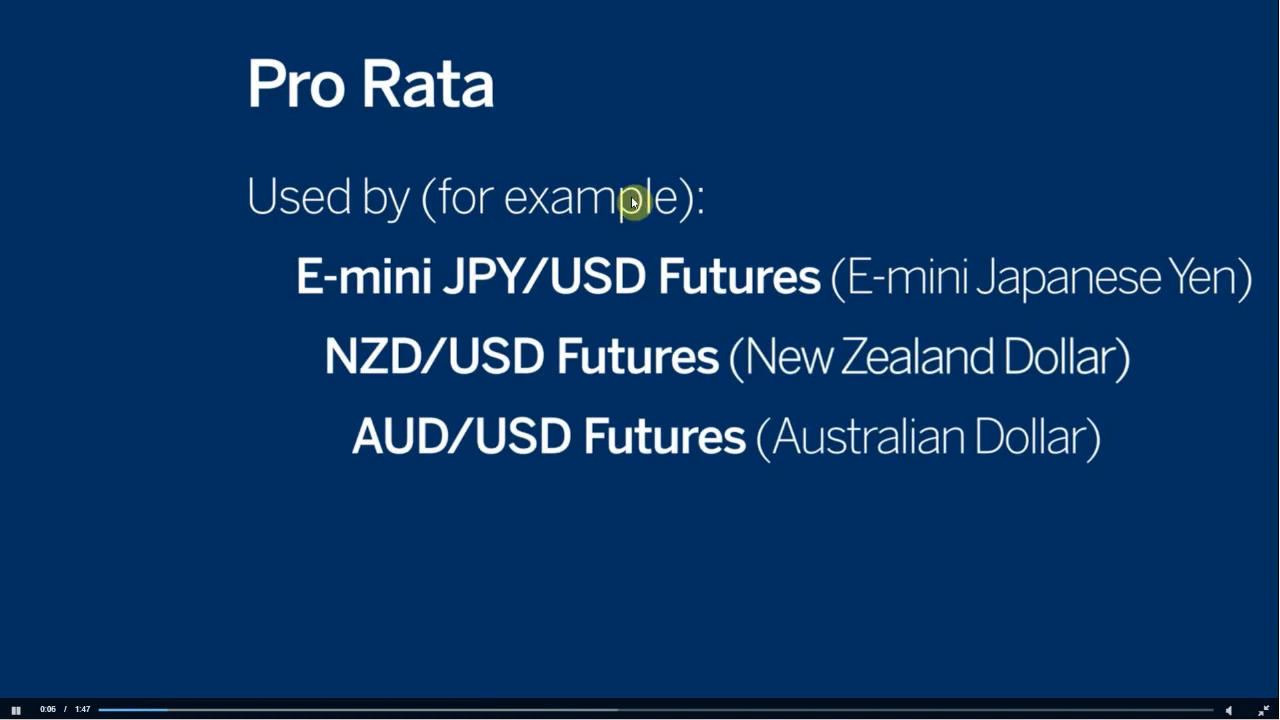 Pro Rata
Used by (for example):
E-mini JPY/USD Futures (E-mini Japanese Yen)
NZD/USD Futures (New Zealand Dollar)
AUD/USD Futures (Australian Dollar)
0:06 / 1:47